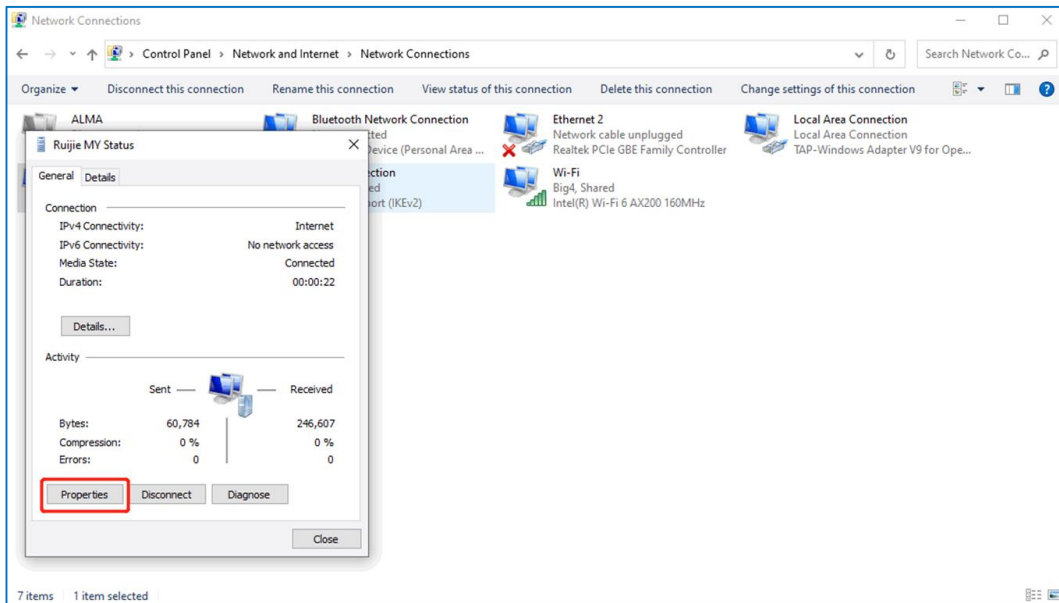 Network Connections
Control Panel > Network and Internet > Network Connections
Search Network Co...
Organize
Disconnect this connection
Rename this connection
View status of this connection
Delete this connection
Change settings of this connection
ALMA
Bluetooth Network Connection
Device (Personal Area ...
Ethernet 2
Network cable unplugged
Realtek PCIe GBE Family Controller
Local Area Connection
Local Area Connection
TAP-Windows Adapter V9 for Ope...
(IKEv2)
Wi-Fi
Big4, Shared
Intel(R) Wi-Fi 6 AX200 160MHz
Ruijie MY Status
General
Details
Connection
IPv4 Connectivity: Internet
IPv6 Connectivity: No network access
Media State: Connected
Duration: 00:00:22
Details...
Activity
Sent — Received
Bytes: 60,784 246,607
Compression: 0 % 0 %
Errors: 0 0
Properties
Disconnect
Diagnose
Close
7 items 1 item selected